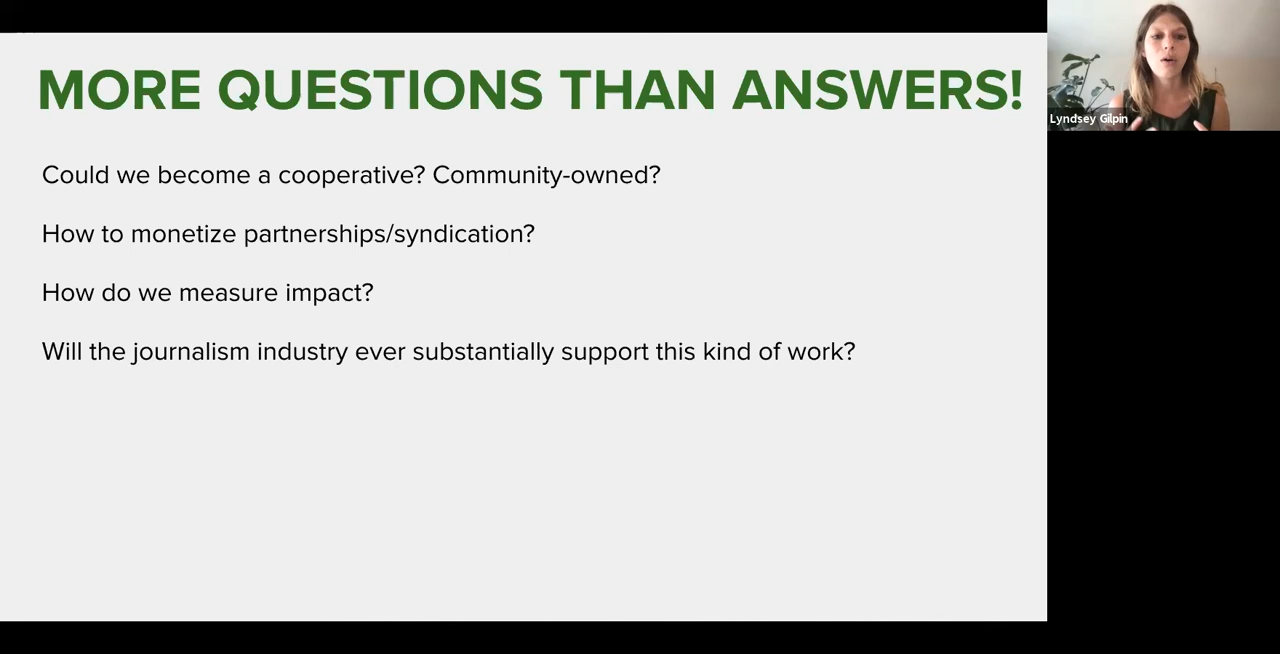 MORE QUESTIONS THAN ANSWERS!
Could we become a cooperative? Community-owned?
How to monetize partnerships/syndication?
How do we measure impact?
Will the journalism industry ever substantially support this kind of work?
Lyndsey Gilpin